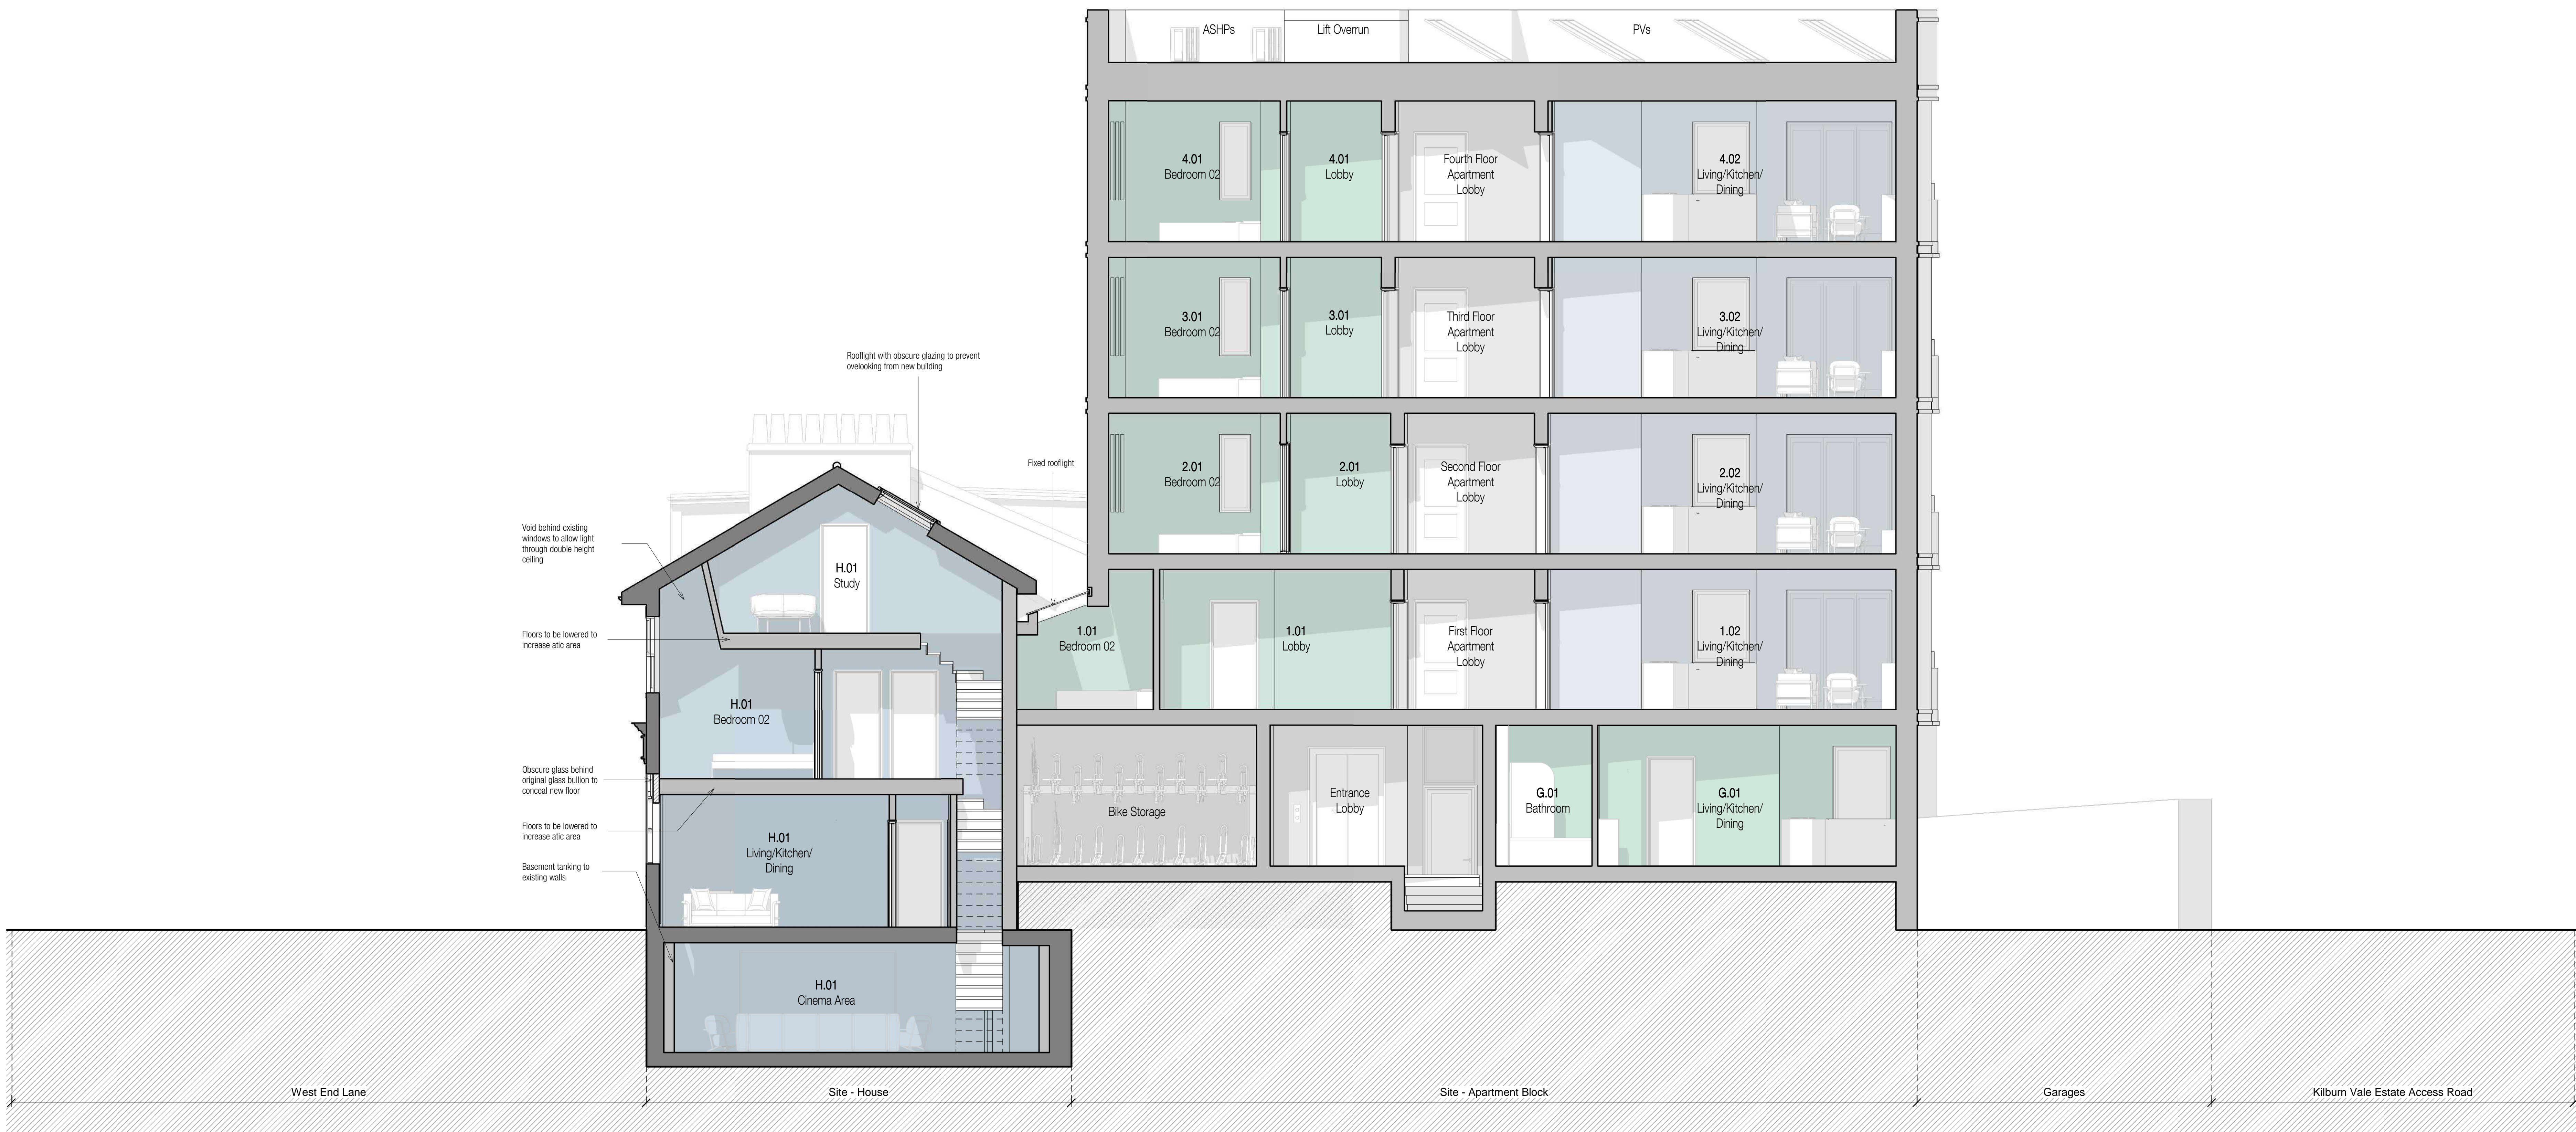 ASHPs
Lift Overrun
PVs
4.01
Bedroom 02
4.01
Lobby
Fourth Floor
Apartment
Lobby
4.02
Living/Kitchen/
Dining
3.01
Bedroom 02
3.01
Lobby
Third Floor
Apartment
Lobby
3.02
Living/Kitchen/
Dining
Rooflight with obscure glazing to prevent
ovelooking from new building
Fixed rooflight
2.01
Bedroom 02
2.01
Lobby
Second Floor
Apartment
Lobby
2.02
Living/Kitchen/
Dining
Void behind existing
windows to allow light
through double height
ceiling
H.01
Study
Floors to be lowered to
increase atic area
1.01
Bedroom 02
1.01
Lobby
First Floor
Apartment
Lobby
1.02
Living/Kitchen/
Dining
H.01
Bedroom 02
Obscure glass behind
original glass bullion to
conceal new floor
Floors to be lowered to
increase atic area
Basement tanking to
existing walls
H.01
Living/Kitchen/
Dining
Bike Storage
Entrance
Lobby
G.01
Bathroom
G.01
Living/Kitchen/
Dining
H.01
Cinema Area
West End Lane
Site - House
Site - Apartment Block
Garages
Kilburn Vale Estate Access Road